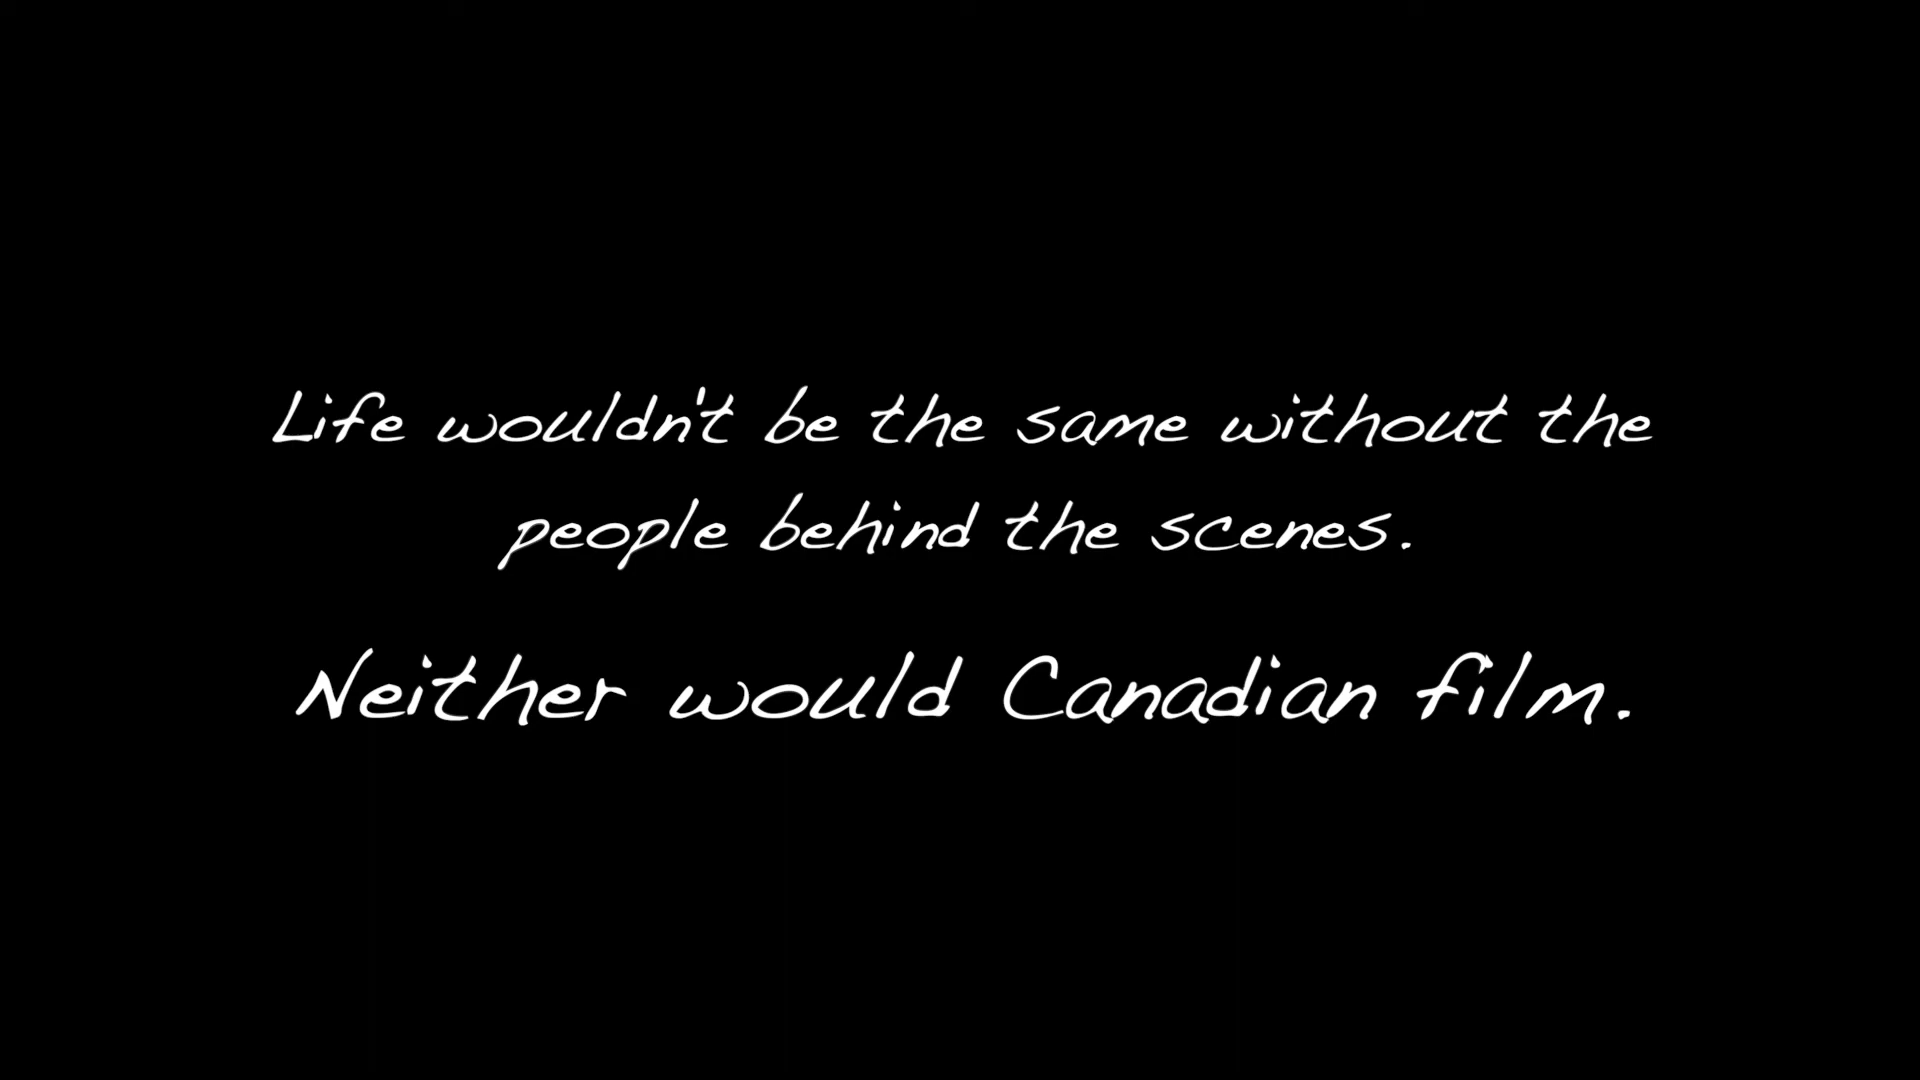 Life wouldn't be the same without the
people behind the scenes.
Neither would Canadian film.